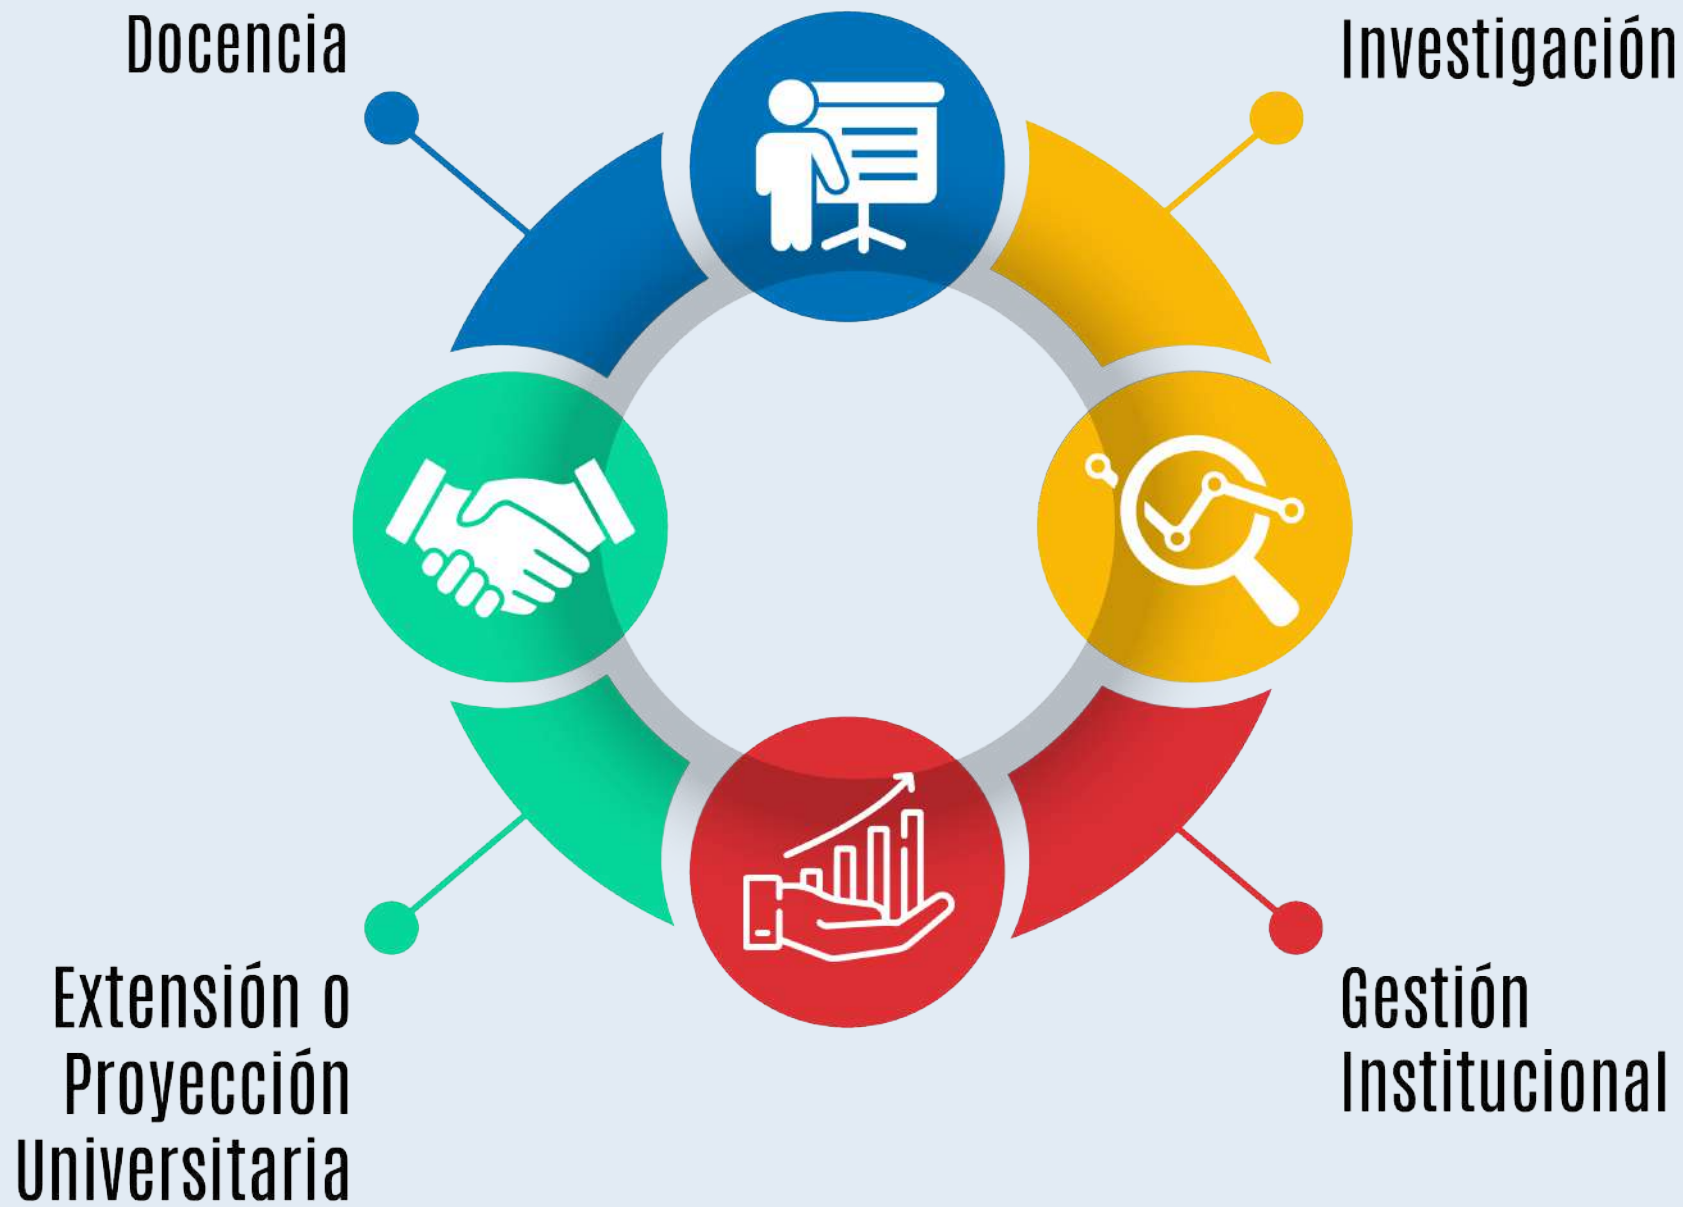 Docencia
Investigación
Extensión o
Proyección
Universitaria
Gestión
Institucional